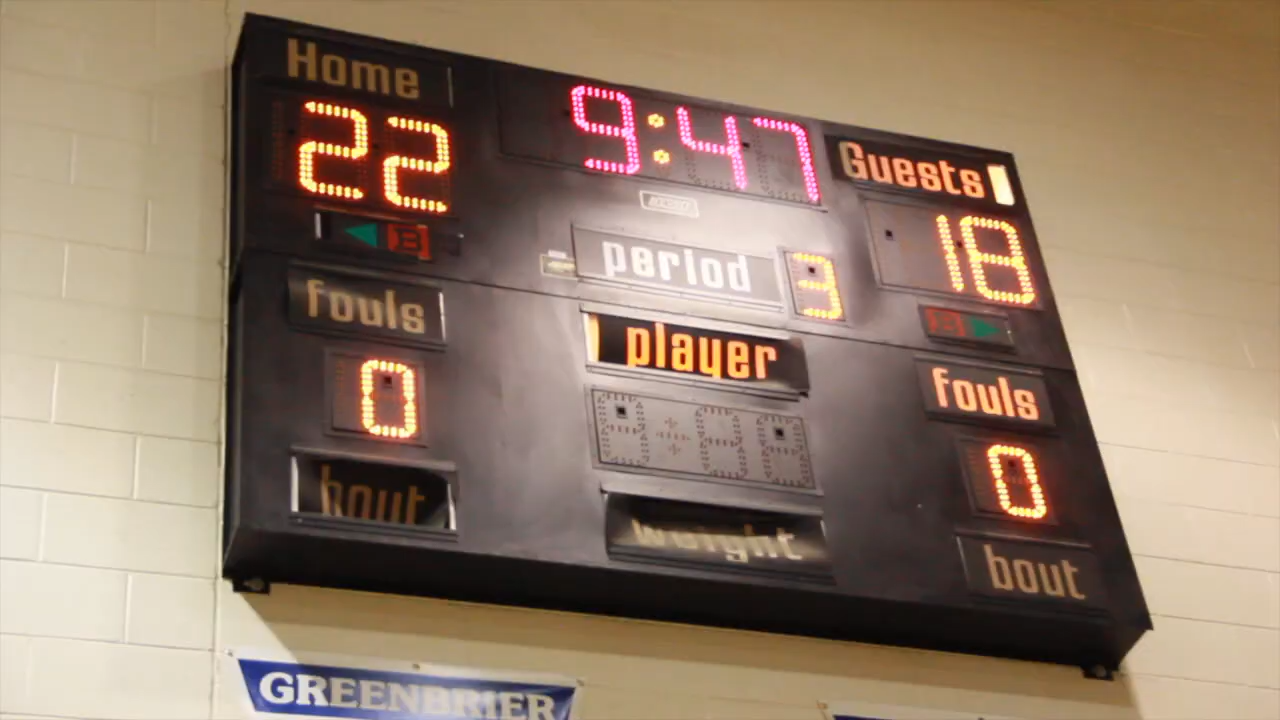 Home
9:47
Guests
22
18
B
period
3
B
fouls
player
fouls
0
0
bout
weight
bout
GREENBRIER